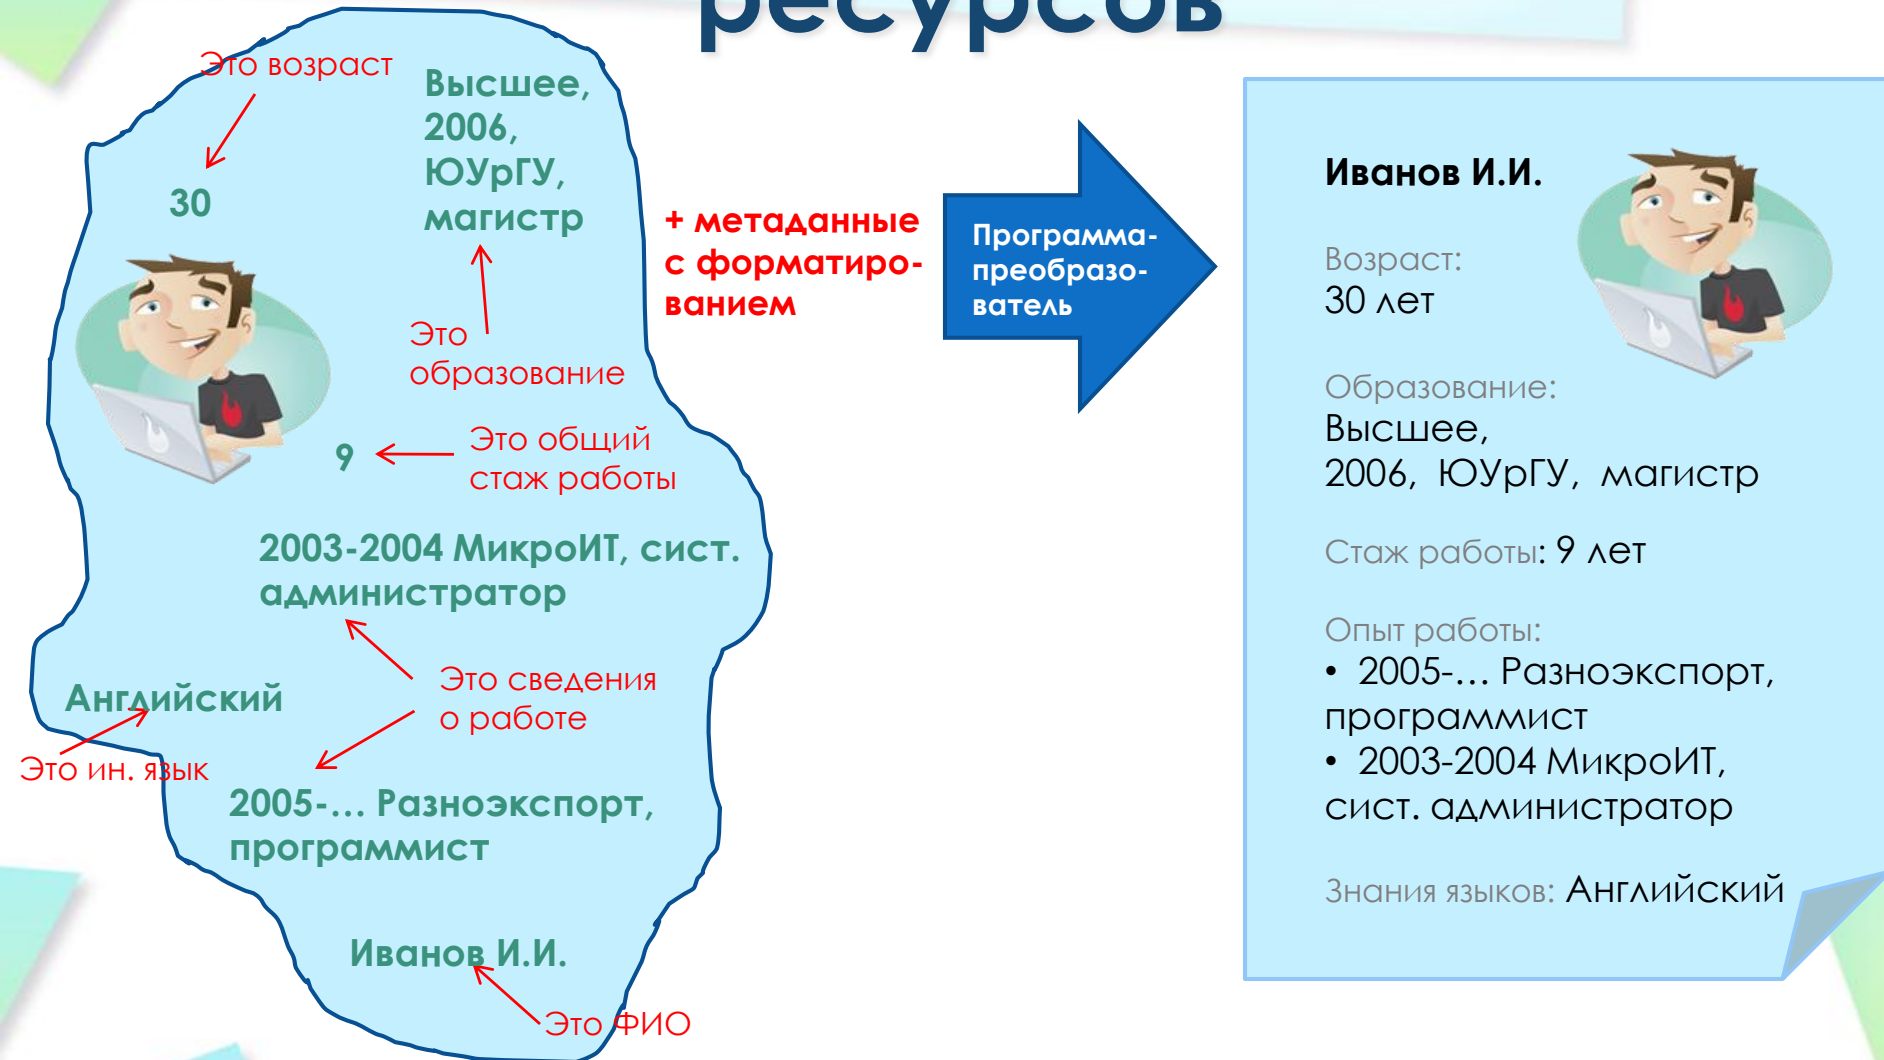 ресурсов
Это возраст
30
Высшее,
2006,
ЮУрГУ,
магистр
Это
образование
9
Это общий
стаж работы
2003-2004 МикроИТ, сист.
администратор
Это сведения
о работе
Английский
Это ин. язык
2005-... Разноэкспорт,
программист
Иванов И.И.
Это ФИО
+ метаданные
с форматиро-
ванием
Программа-
преобразо-
ватель
Иванов И.И.
Возраст:
30 лет
Образование:
Высшее,
2006, ЮУрГУ, магистр
Стаж работы: 9 лет
Опыт работы:
• 2005-... Разноэкспорт,
программист
• 2003-2004 МикроИТ,
сист. администратор
Знания языков: Английский